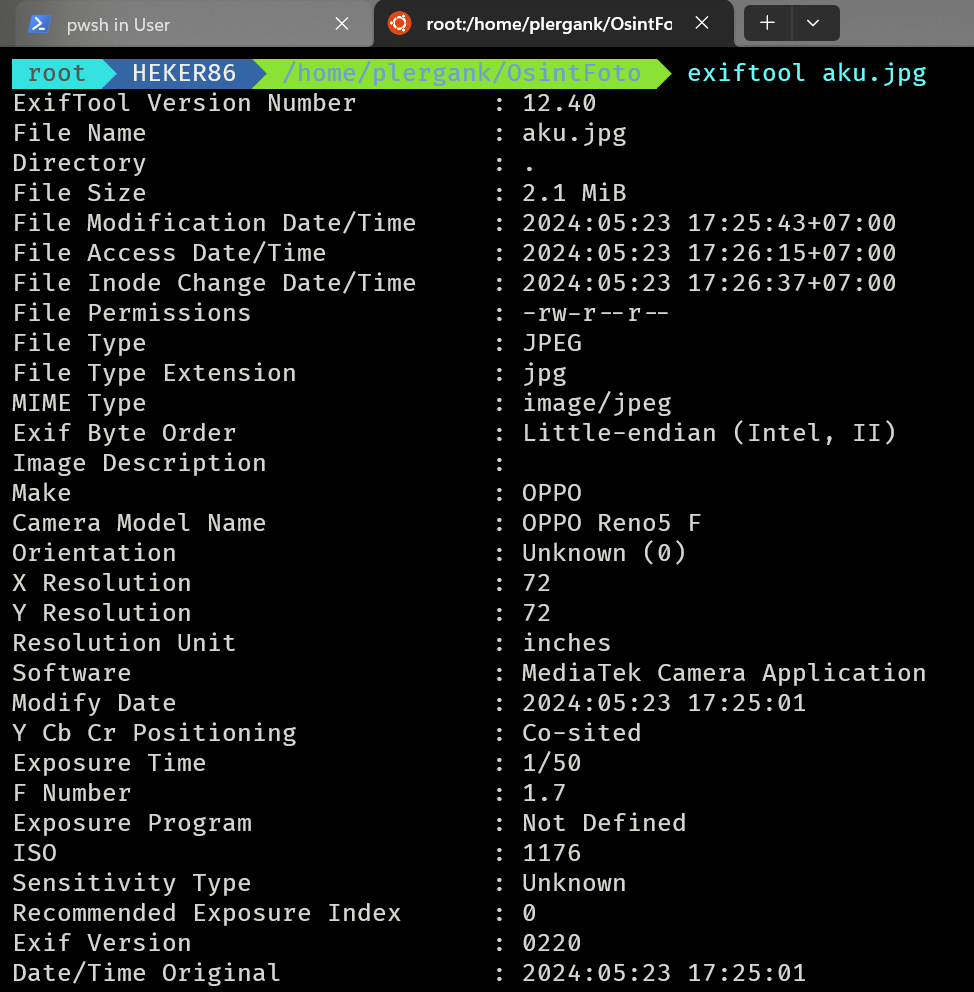 pwsh in User
root:/home/plergank/OsintFo
root HEKER86 /home/plergank/OsintFoto exiftool aku.jpg
ExifTool Version Number : 12.40
File Name : aku.jpg
Directory : .
File Size : 2.1 MiB
File Modification Date/Time : 2024:05:23 17:25:43+07:00
File Access Date/Time : 2024:05:23 17:26:15+07:00
File Inode Change Date/Time : 2024:05:23 17:26:37+07:00
File Permissions : -rw-r--r--
File Type : JPEG
File Type Extension : jpg
MIME Type : image/jpeg
Exif Byte Order : Little-endian (Intel, II)
Image Description :
Make : OPPO
Camera Model Name : OPPO Reno5 F
Orientation : Unknown (0)
X Resolution : 72
Y Resolution : 72
Resolution Unit : inches
Software : MediaTek Camera Application
Modify Date : 2024:05:23 17:25:01
Y Cb Cr Positioning : Co-sited
Exposure Time : 1/50
F Number : 1.7
Exposure Program : Not Defined
ISO : 1176
Sensitivity Type : Unknown
Recommended Exposure Index : 0
Exif Version : 0220
Date/Time Original : 2024:05:23 17:25:01